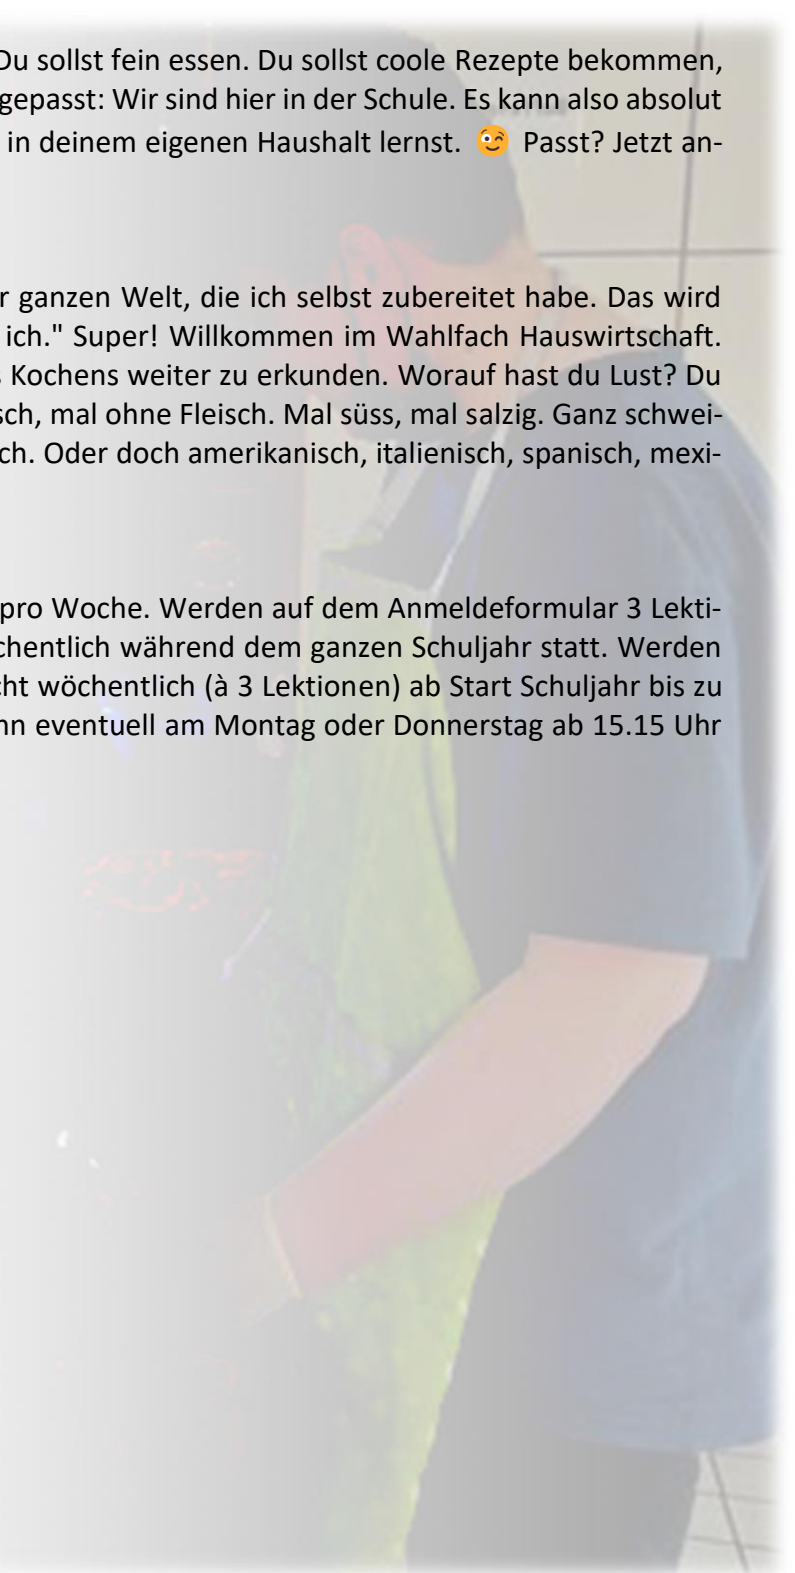 Du sollst fein essen. Du sollst coole Rezepte bekommen,
gepasst: Wir sind hier in der Schule. Es kann also absolut
in deinem eigenen Haushalt lernst. 😉 Passt? Jetzt an-
r ganzen Welt, die ich selbst zubereitet habe. Das wird
ich." Super! Willkommen im Wahlfach Hauswirtschaft.
s Kochens weiter zu erkunden. Worauf hast du Lust? Du
sch, mal ohne Fleisch. Mal süss, mal salzig. Ganz schwei-
ch. Oder doch amerikanisch, italienisch, spanisch, mexi-
pro Woche. Werden auf dem Anmeldeformular 3 Lekti-
chentlich während dem ganzen Schuljahr statt. Werden
cht wöchentlich (à 3 Lektionen) ab Start Schuljahr bis zu
nn eventuell am Montag oder Donnerstag ab 15.15 Uhr